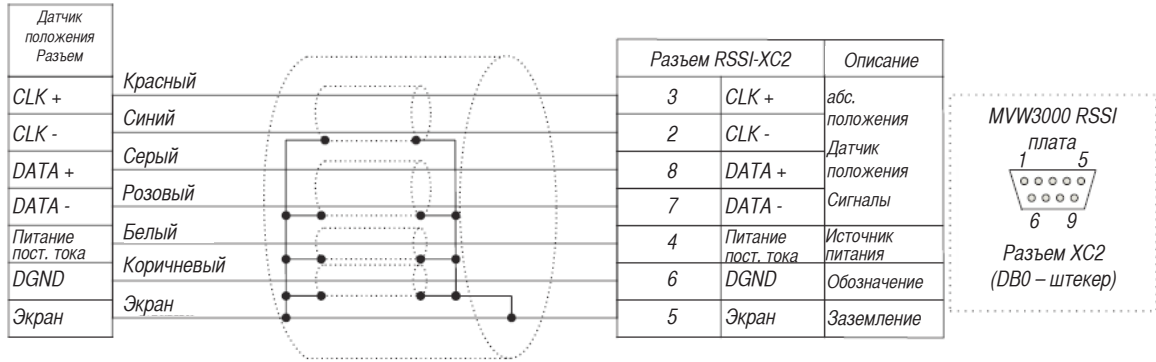 Датчик
положения
Разъем
CLK +
CLK -
DATA +
DATA -
Питание
пост. тока
DGND
Экран
Красный
Синий
Серый
Розовый
Белый
Коричневый
Экран
Разъем RSSI-XC2
Описание
3 CLK +
2 CLK -
8 DATA +
7 DATA -
4 Питание
пост. тока
6 DGND
5 Экран
абс.
положения
Датчик
положения
Сигналы
Источник
питания
Обозначение
Заземление
MVW3000 RSSI
плата
1 5
6 9
Разъем XC2
(DB0 – штекер)